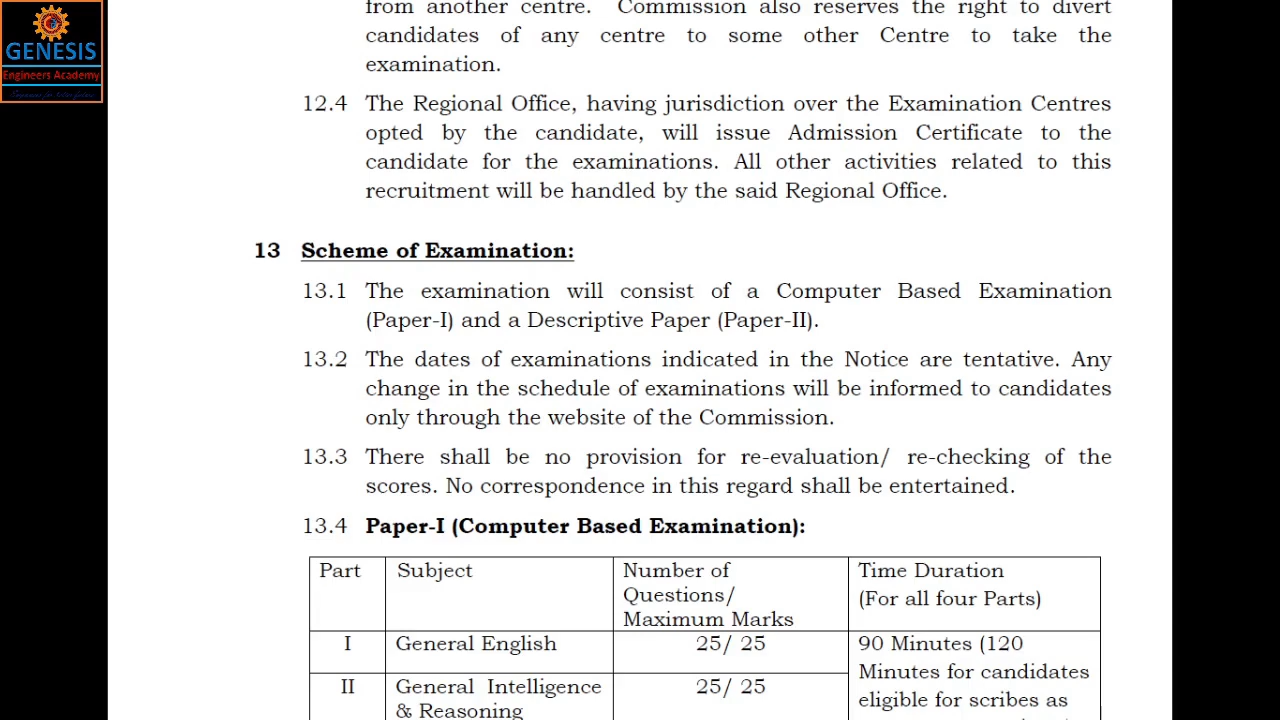 GENESIS
Engineers Academy
from another centre. Commission also reserves the right to divert
candidates of any centre to some other Centre to take the
examination.
12.4 The Regional Office, having jurisdiction over the Examination Centres
opted by the candidate, will issue Admission Certificate to the
candidate for the examinations. All other activities related to this
recruitment will be handled by the said Regional Office.
13 Scheme of Examination:
13.1 The examination will consist of a Computer Based Examination
(Paper-I) and a Descriptive Paper (Paper-II).
13.2 The dates of examinations indicated in the Notice are tentative. Any
change in the schedule of examinations will be informed to candidates
only through the website of the Commission.
13.3 There shall be no provision for re-evaluation/ re-checking of the
scores. No correspondence in this regard shall be entertained.
13.4 Paper-I (Computer Based Examination):
Part
Subject
Number of
Questions/
Maximum Marks
Time Duration
(For all four Parts)
I
General English
25/ 25
90 Minutes (120
Minutes for candidates
eligible for scribes as
II
General Intelligence
& Reasoning
25/ 25